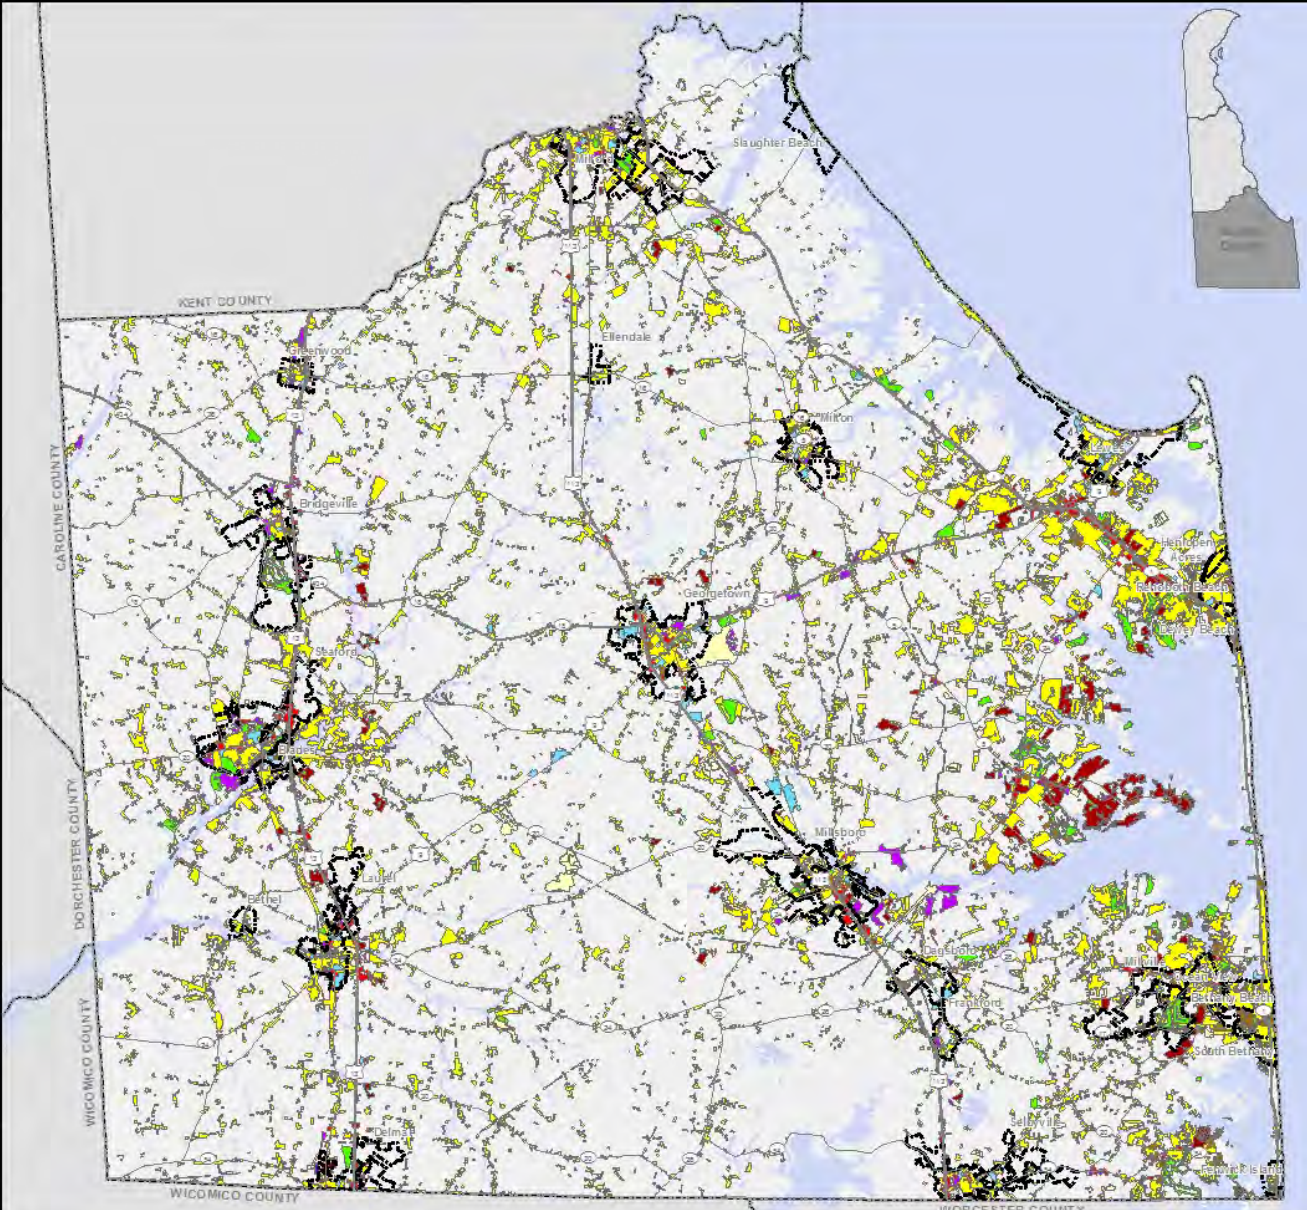 Slaughter Beach
Milford
KENT COUNTY
Greenwood
Ellendale
Milton
Lewes
CAROLINE COUNTY
Bridgeville
Henlopen
Acres
Rehoboth Beach
Georgetown
Dewey Beach
Seaford
Blades
DORCHESTER COUNTY
Millsboro
Laurel
Bethel
Dagsboro
Millville
Bethany Beach
Frankford
South Bethany
WICOMICO COUNTY
Selbyville
Delmar
Fenwick Island
WICOMICO COUNTY
WORCESTER COUNTY